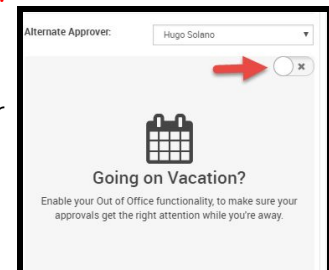 Alternate Approver: Hugo Solano
r
Going on Vacation?
Enable your Out of Office functionality, to make sure your
approvals get the right attention while you're away.